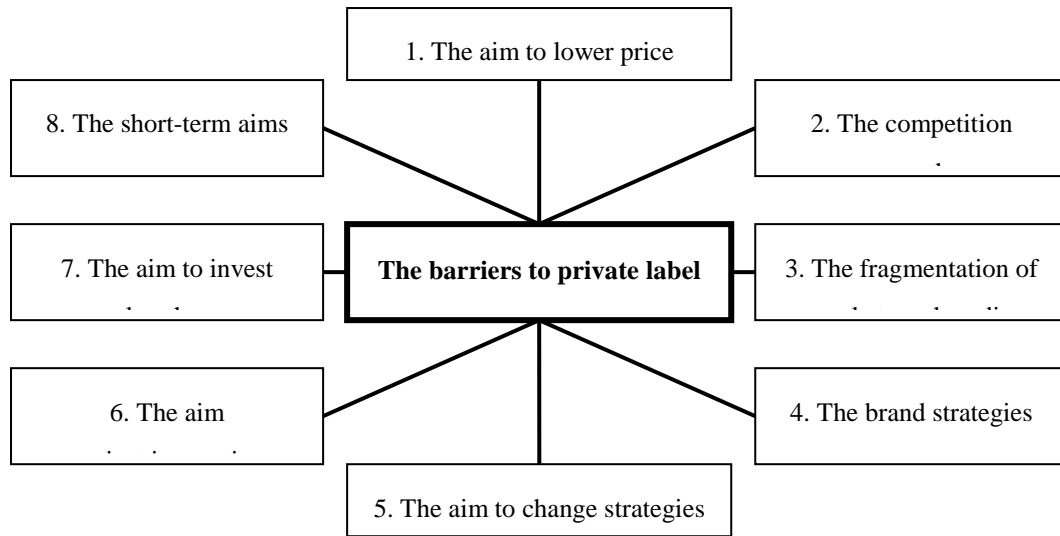 1. The aim to lower price
8. The short-term aims
2. The competition
7. The aim to invest
The barriers to private label
3. The fragmentation of
6. The aim
4. The brand strategies
5. The aim to change strategies